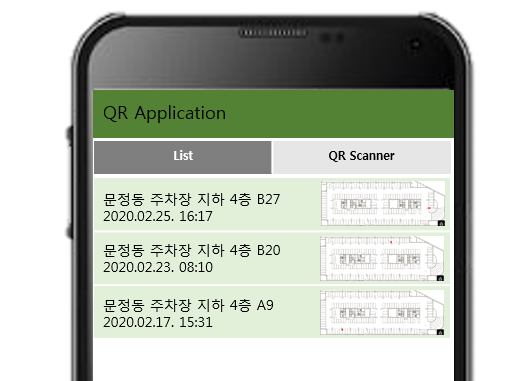 QR Application
List
QR Scanner
문정동 주차장 지하 4층 B27
2020.02.25. 16:17
문정동 주차장 지하 4층 B20
2020.02.23. 08:10
문정동 주차장 지하 4층 A9
2020.02.17. 15:31